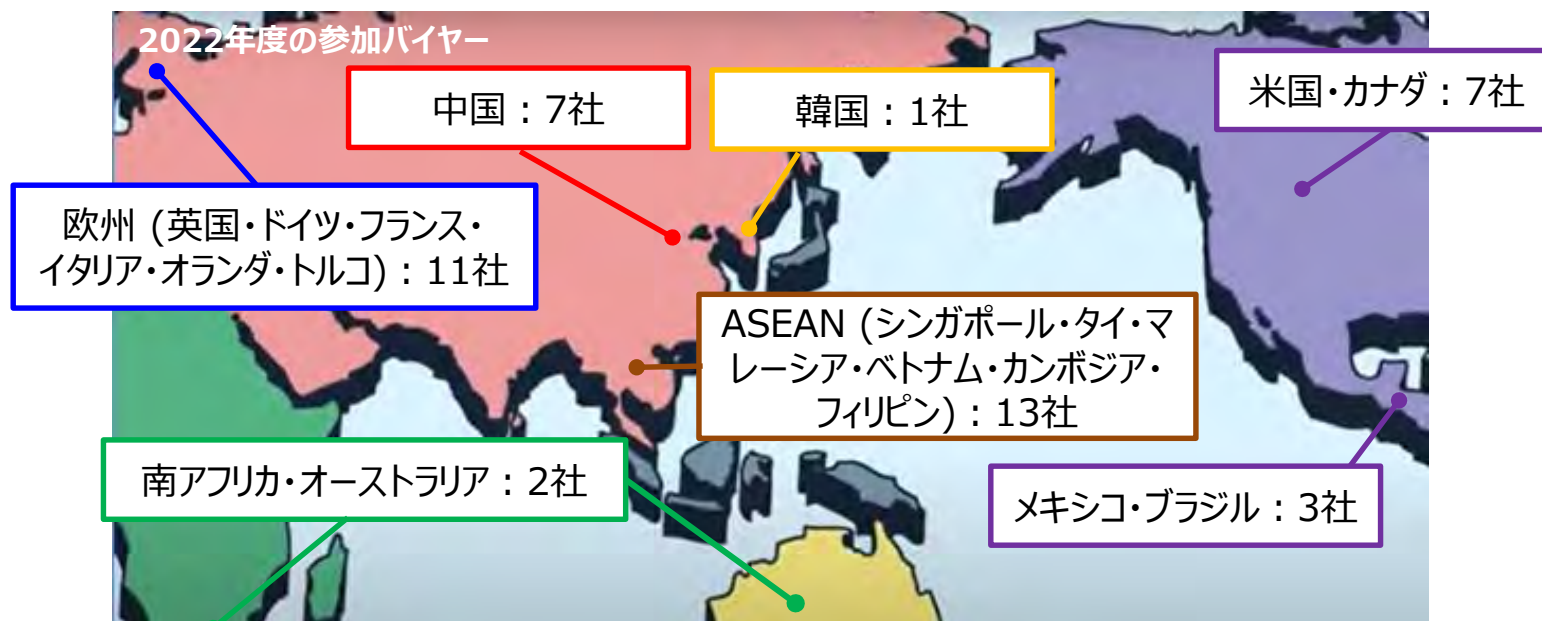 2022年度の参加バイヤー
中国：7社
韓国：1社
米国・カナダ：7社
欧州 (英国・ドイツ・フランス・
イタリア・オランダ・トルコ)：11社
ASEAN (シンガポール・タイ・マ
レーシア・ベトナム・カンボジア・
フィリピン)：13社
南アフリカ・オーストラリア：2社
メキシコ・ブラジル：3社